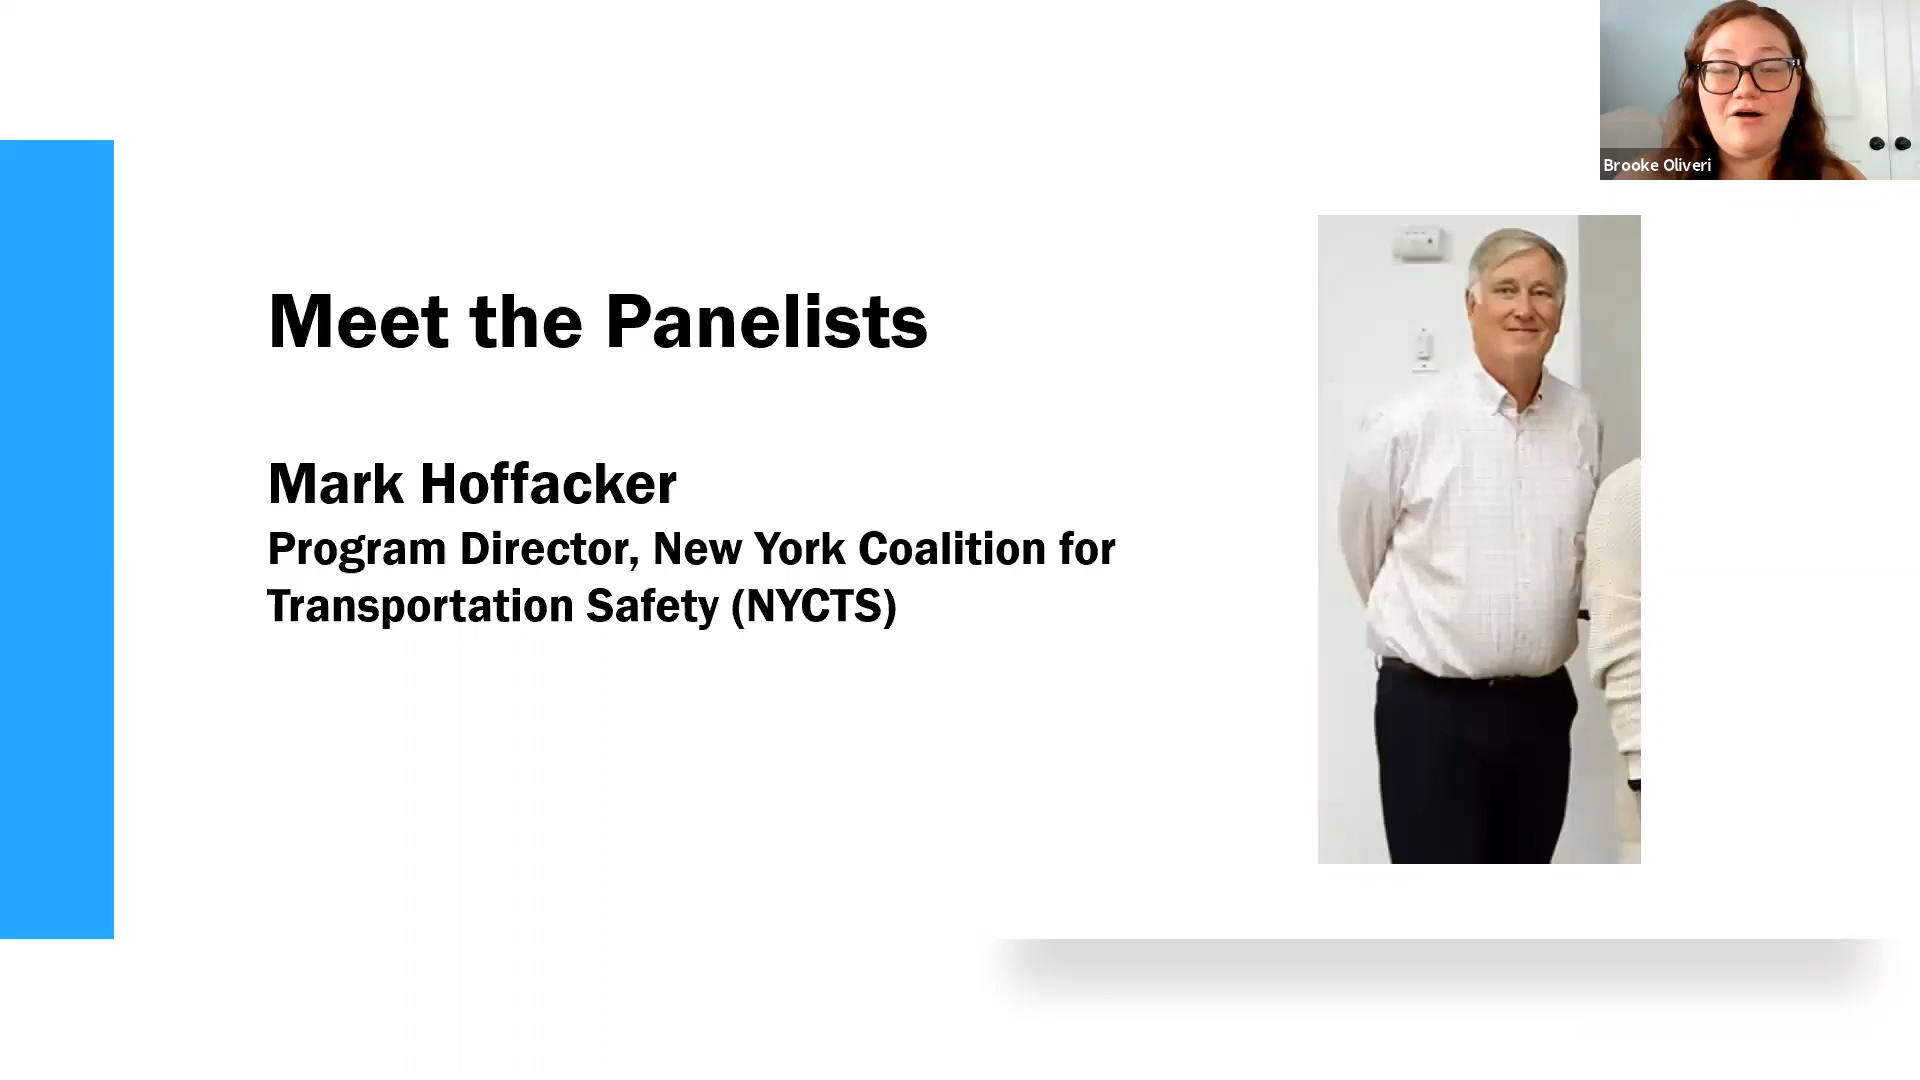 Brooke Oliveri
Meet the Panelists
Mark Hoffacker
Program Director, New York Coalition for
Transportation Safety (NYCTS)